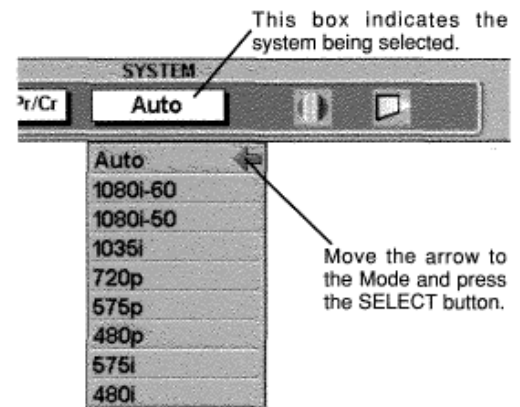 This box indicates the
system being selected.
SYSTEM
Pr/Cr
Auto
Auto
1080i-60
1080i-50
1035i
720p
575p
480p
575i
480i
Move the arrow to
the Mode and press
the SELECT button.